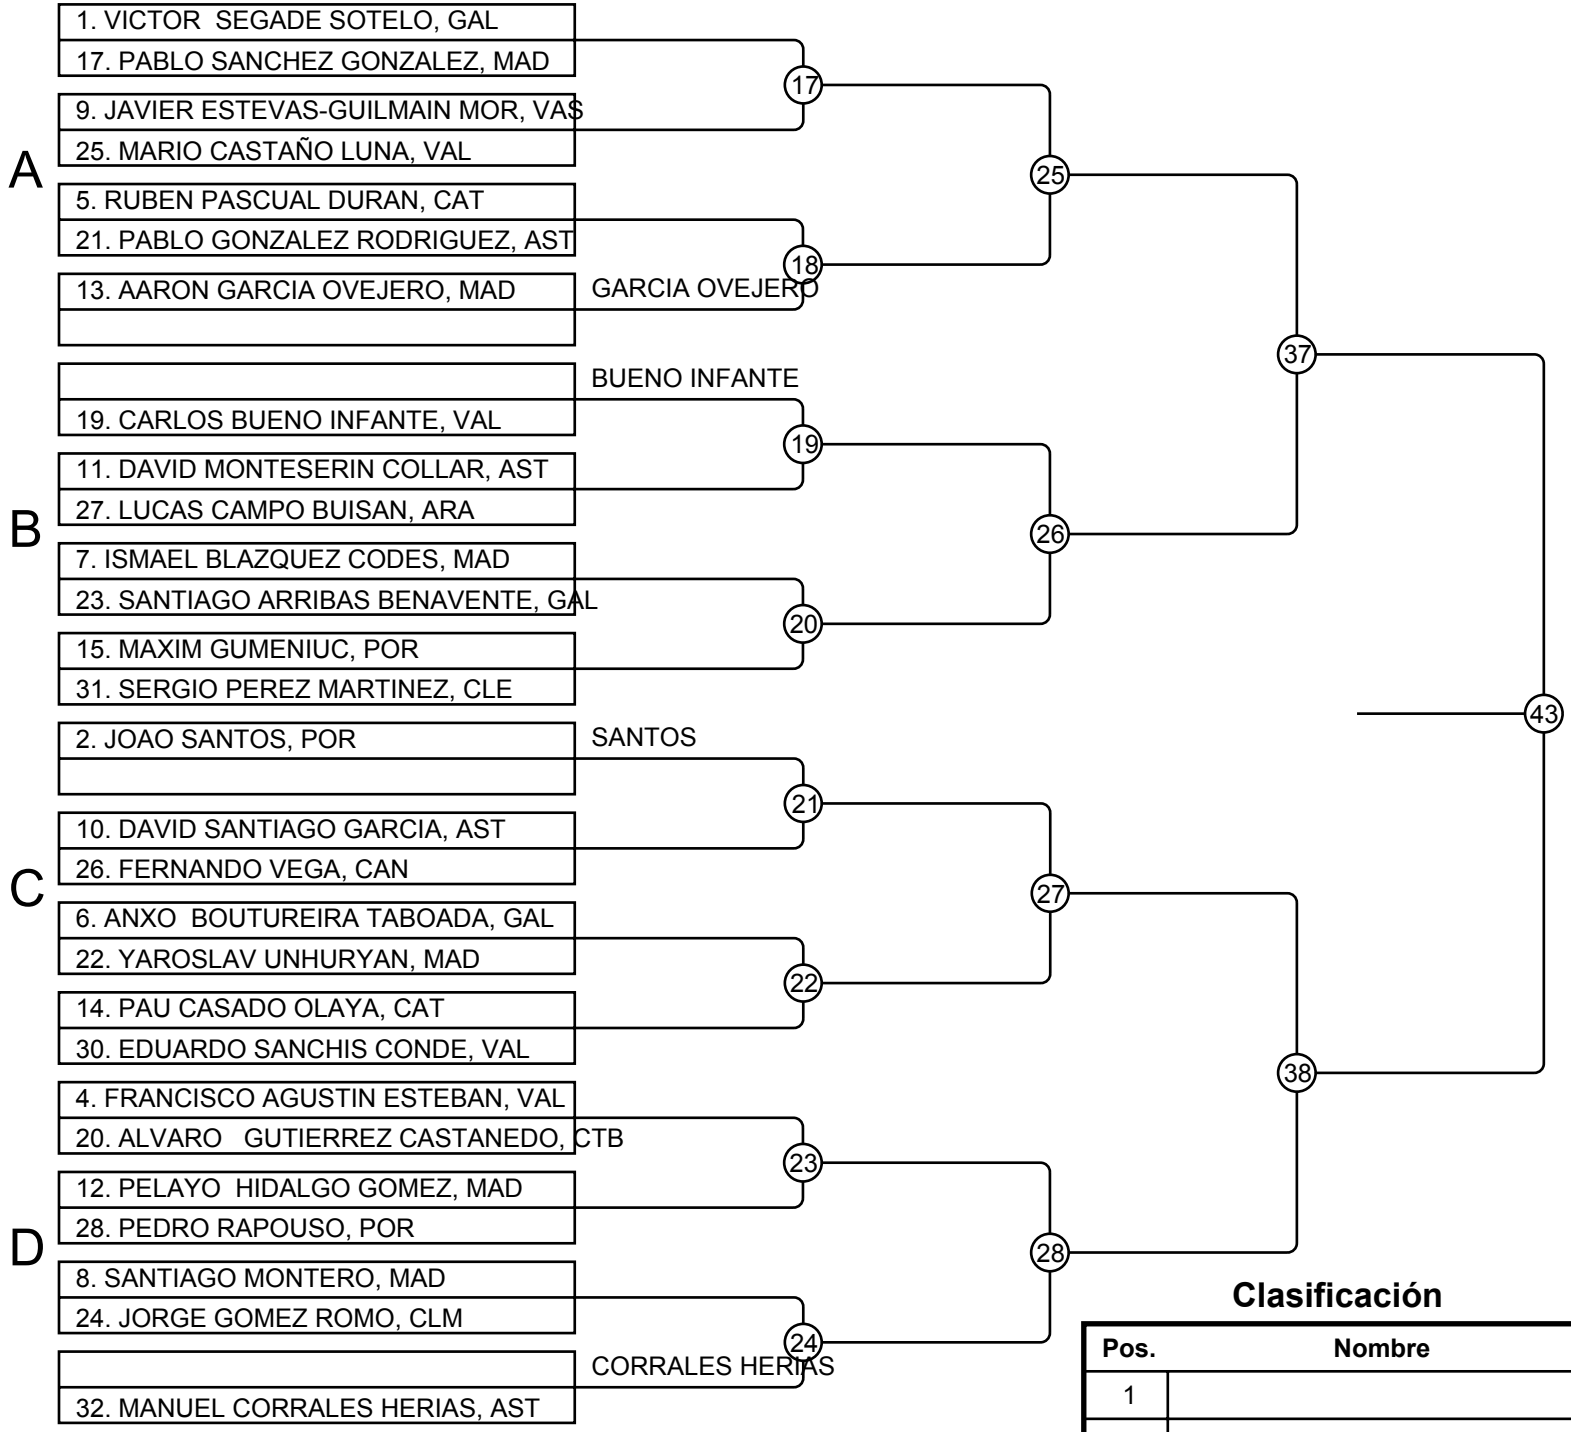 1. VICTOR  SEGADE SOTELO, GAL
17. PABLO SANCHEZ GONZALEZ, MAD
17
9. JAVIER ESTEVAS-GUILMAIN MOR, VAS
25. MARIO CASTAÑO LUNA, VAL
A
25
5. RUBEN PASCUAL DURAN, CAT
21. PABLO GONZALEZ RODRIGUEZ, AST
18
13. AARON GARCIA OVEJERO, MAD
GARCIA OVEJERO
37
BUENO INFANTE
19. CARLOS BUENO INFANTE, VAL
19
11. DAVID MONTESERIN COLLAR, AST
27. LUCAS CAMPO BUISAN, ARA
B
26
7. ISMAEL BLAZQUEZ CODES, MAD
23. SANTIAGO ARRIBAS BENAVENTE, GAL
20
15. MAXIM GUMENIUC, POR
31. SERGIO PEREZ MARTINEZ, CLE
43
2. JOAO SANTOS, POR
SANTOS
21
10. DAVID SANTIAGO GARCIA, AST
26. FERNANDO VEGA, CAN
C
27
6. ANXO  BOUTUREIRA TABOADA, GAL
22. YAROSLAV UNHURYAN, MAD
22
14. PAU CASADO OLAYA, CAT
30. EDUARDO SANCHIS CONDE, VAL
38
4. FRANCISCO AGUSTIN ESTEBAN, VAL
20. ALVARO   GUTIERREZ CASTANEDO, CTB
23
12. PELAYO  HIDALGO GOMEZ, MAD
28. PEDRO RAPOUSO, POR
D
28
8. SANTIAGO MONTERO, MAD
24. JORGE GOMEZ ROMO, CLM
24
CORRALES HERIAS
32. MANUEL CORRALES HERIAS, AST
Clasificación
Pos. Nombre
1